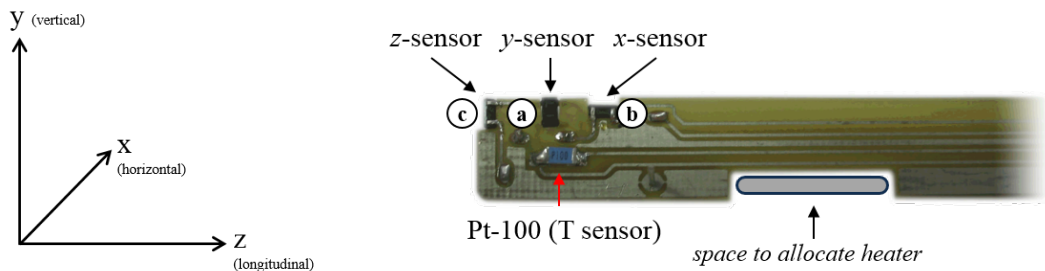 y (vertical)
x
(horizontal)
z
(longitudinal)
z-sensor y-sensor x-sensor
c a b
Pt-100 (T sensor)
space to allocate heater